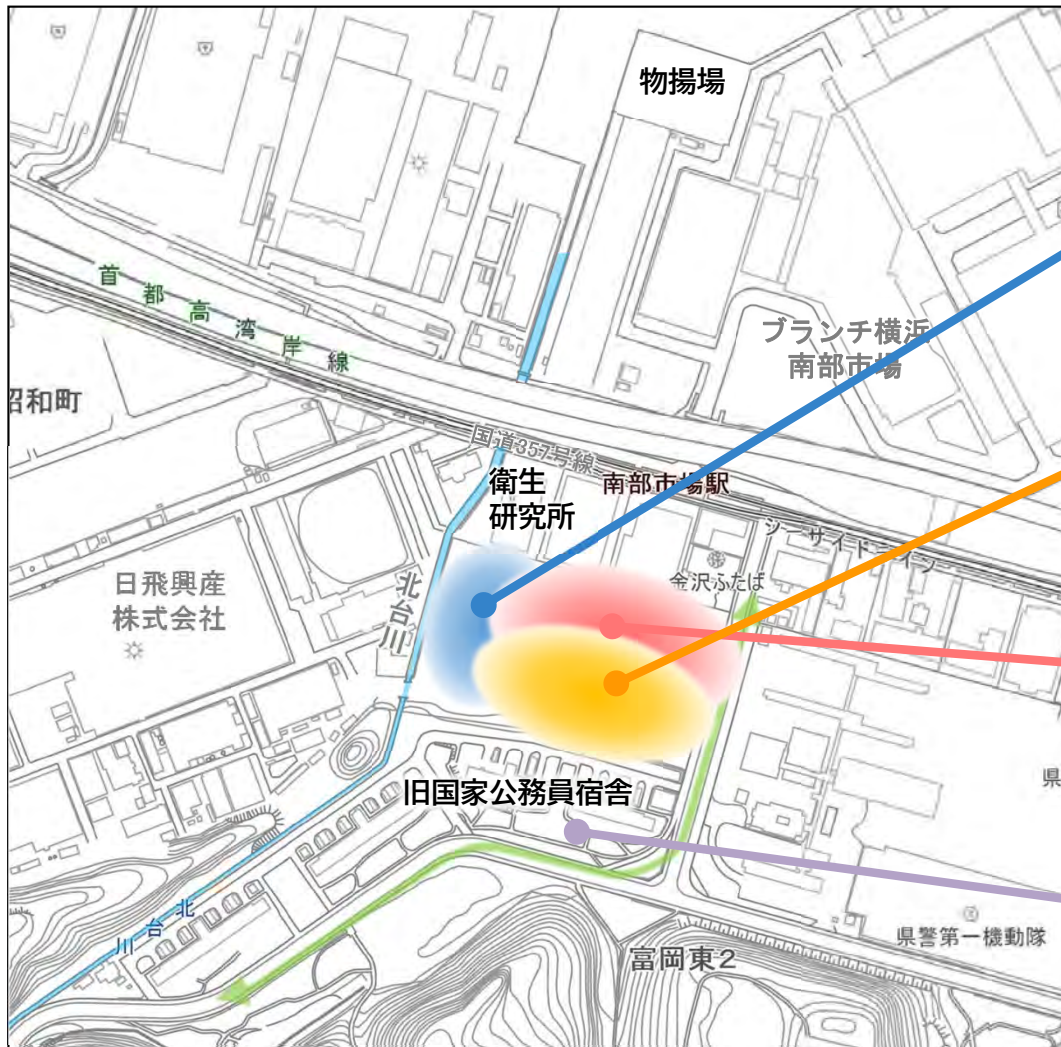 物揚場
首都高湾岸線
ブランチ横浜
南部市場
昭和町
国道357号線
衛生
研究所
南部市場駅
シーサイドライン
金沢ふたば
日飛興産
株式会社
北台川
旧国家公務員宿舎
県
北台川
県警第一機動隊
富岡東2